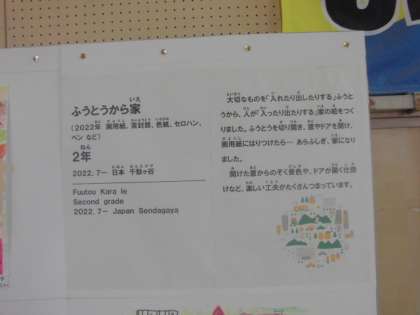 ふうとうから家
（2022年 画用紙、茶封筒、色紙、セロハン、
ペン など）
2年
2022. 7ー 日本 千駄ヶ谷
Fuutou Kara Ie
Second grade
2022. 7ー Japan Sendagaya
大切なものを「入れたり出したりする」ふうと
うから、人が「入ったり出たりする」家の絵をつく
りました。ふうとうを切り開き、窓やドアを開け、
画用紙にはりつけたら… あらふしぎ、家になり
ました。
開けた窓からのぞく景色や、ドアが開く仕掛
けなど、楽しい工夫がたくさんつまっています。